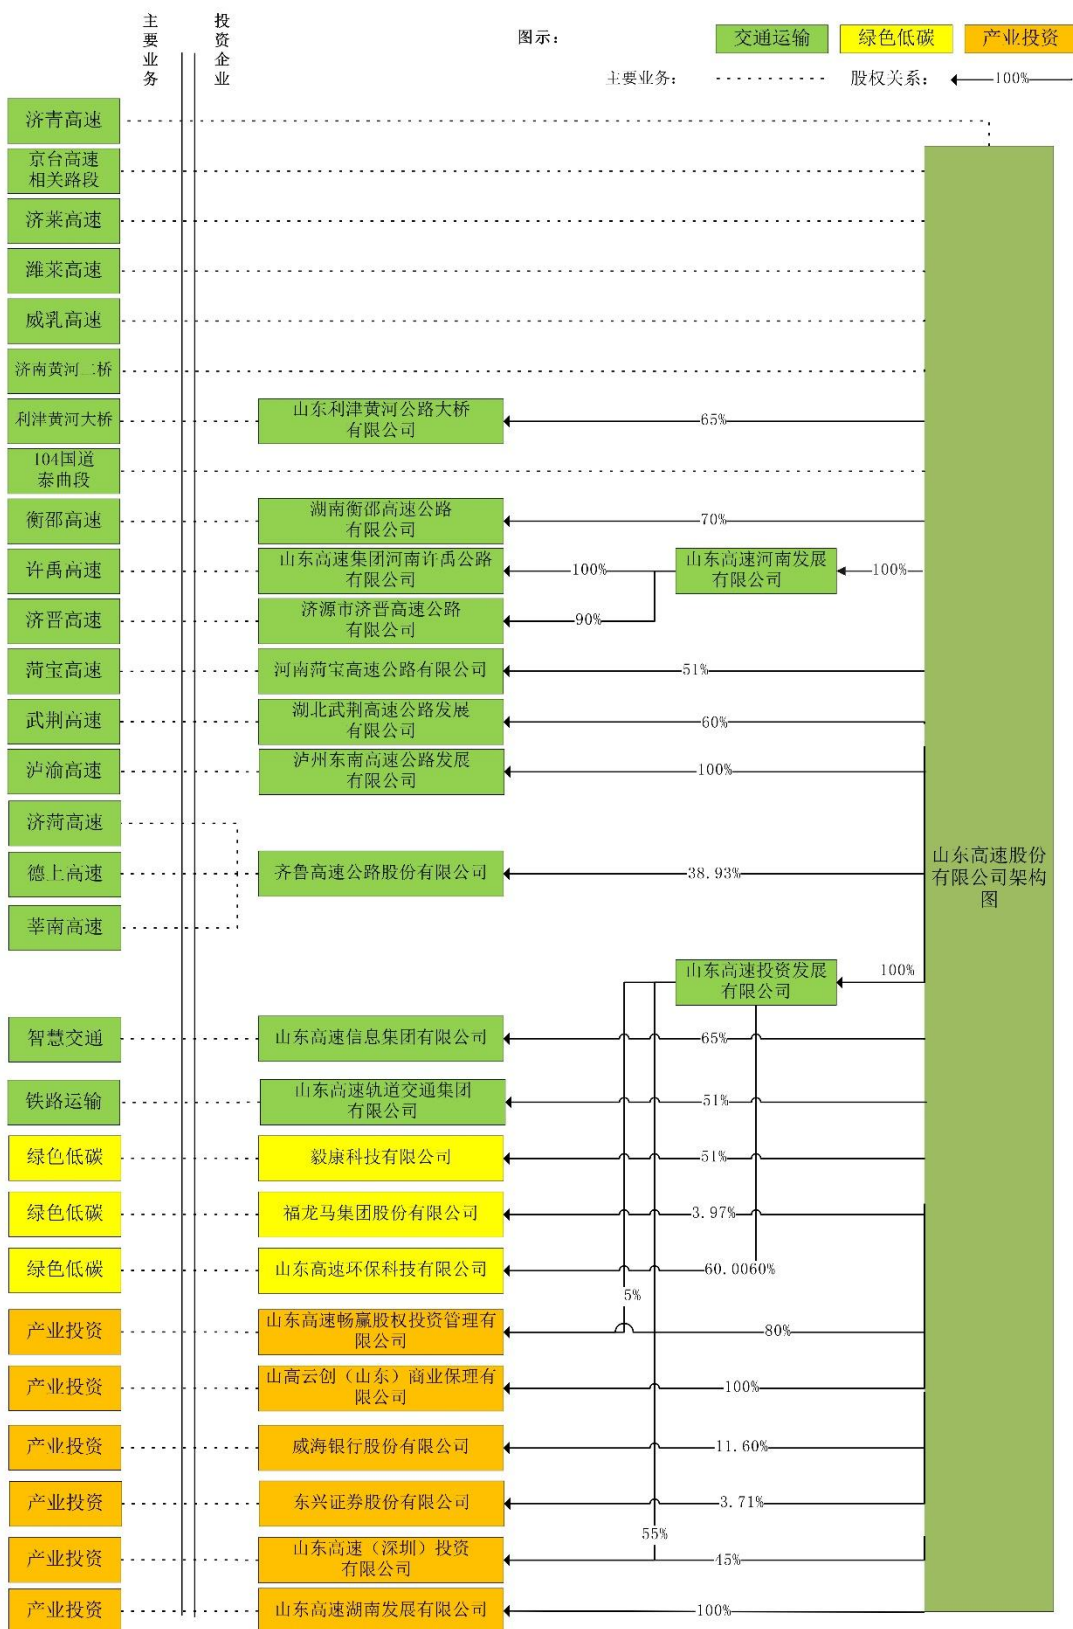 主要业务
投资企业
图示：
交通运输
绿色低碳
产业投资
主要业务：
股权关系：
100%
济青高速
京台高速
相关路段
济莱高速
潍莱高速
威乳高速
济南黄河二桥
利津黄河大桥
山东利津黄河公路大桥
有限公司
65%
104国道
泰曲段
衡邵高速
湖南衡邵高速公路
有限公司
70%
许禹高速
山东高速集团河南许禹公路
有限公司
100%
山东高速河南发展
有限公司
100%
济晋高速
济源市济晋高速公路
有限公司
90%
菏宝高速
河南菏宝高速公路有限公司
51%
武荆高速
湖北武荆高速公路发展
有限公司
60%
泸渝高速
泸州东南高速公路发展
有限公司
100%
济菏高速
德上高速
齐鲁高速公路股份有限公司
38.93%
山东高速股份
有限公司架构
图
莘南高速
山东高速投资发展
有限公司
100%
智慧交通
山东高速信息集团有限公司
65%
铁路运输
山东高速轨道交通集团
有限公司
51%
绿色低碳
毅康科技有限公司
51%
绿色低碳
福龙马集团股份有限公司
3.97%
绿色低碳
山东高速环保科技有限公司
60.0060%
5%
产业投资
山东高速畅赢股权投资管理有
限公司
80%
产业投资
山高云创（山东）商业保理有
限公司
100%
产业投资
威海银行股份有限公司
11.60%
产业投资
东兴证券股份有限公司
3.71%
55%
产业投资
山东高速（深圳）投资
有限公司
45%
产业投资
山东高速湖南发展有限公司
100%